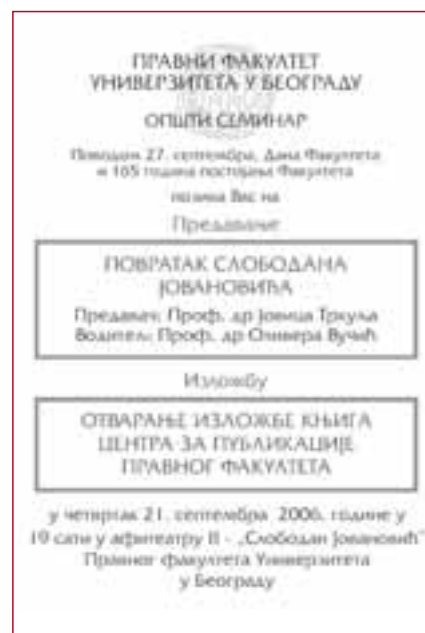 ПРАВНИ ФАКУЛТЕТ
УНИВЕРЗИТЕТА У БЕОГРАДУ
ОПШТИ СЕМИНАР
Поводом 27. септембра, Дана Факултета
и 165 година постојања Факултета
позива Вас на
Предавање
ПОВРАТАК СЛОБОДАНА
ЈОВАНОВИЋА
Предавач: Проф. др Јовица Тркуља
Водитељ: Проф. др Оливера Вучић
Изложбу
ОТВАРАЊЕ ИЗЛОЖБЕ КЊИГА
ЦЕНТРА ЗА ПУБЛИКАЦИЈЕ
ПРАВНОГ ФАКУЛТЕТА
у четвртак 21. септембра 2006. године у
19 сати у амфитеатру II - „Слободан Јовановић“
Правног факултета Универзитета
у Београду